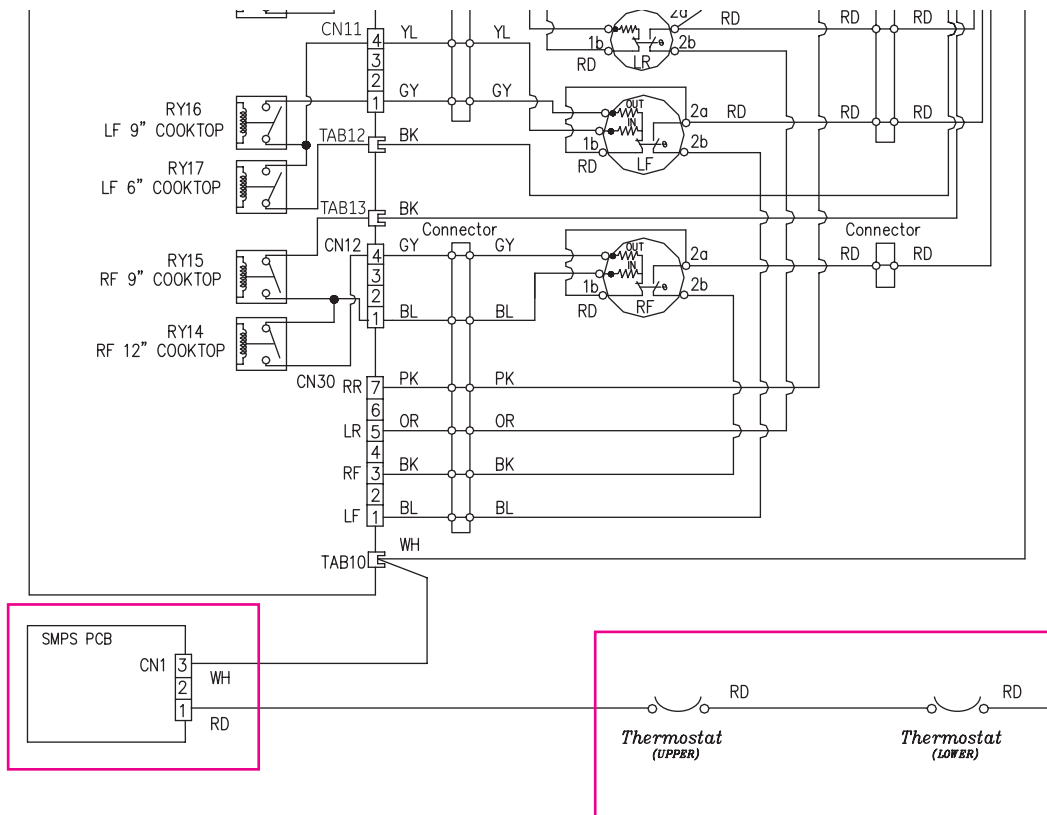 2a
RD
RD
RD
CN11
4
YL
YL
1b
2b
3
RD
LR
2
GY
GY
1
RY16
LF 9” COOKTOP
OUT
IN
2a
RD
RD
RD
TAB12
BK
1b
2b
RD
LF
RY17
LF 6” COOKTOP
TAB13
BK
Connector
Connector
CN12
4
GY
GY
OUT
2a
RD
RD
RY15
RF 9” COOKTOP
3
IN
2
1b
2b
1
BL
BL
RD
RF
RY14
RF 12” COOKTOP
CN30
RR
7
PK
PK
6
LR
5
OR
OR
4
RF
3
BK
BK
2
LF
1
BL
BL
WH
TAB10
SMPS PCB
CN1
3
WH
2
1
RD
RD
RD
Thermostat
(UPPER)
Thermostat
(LOWER)